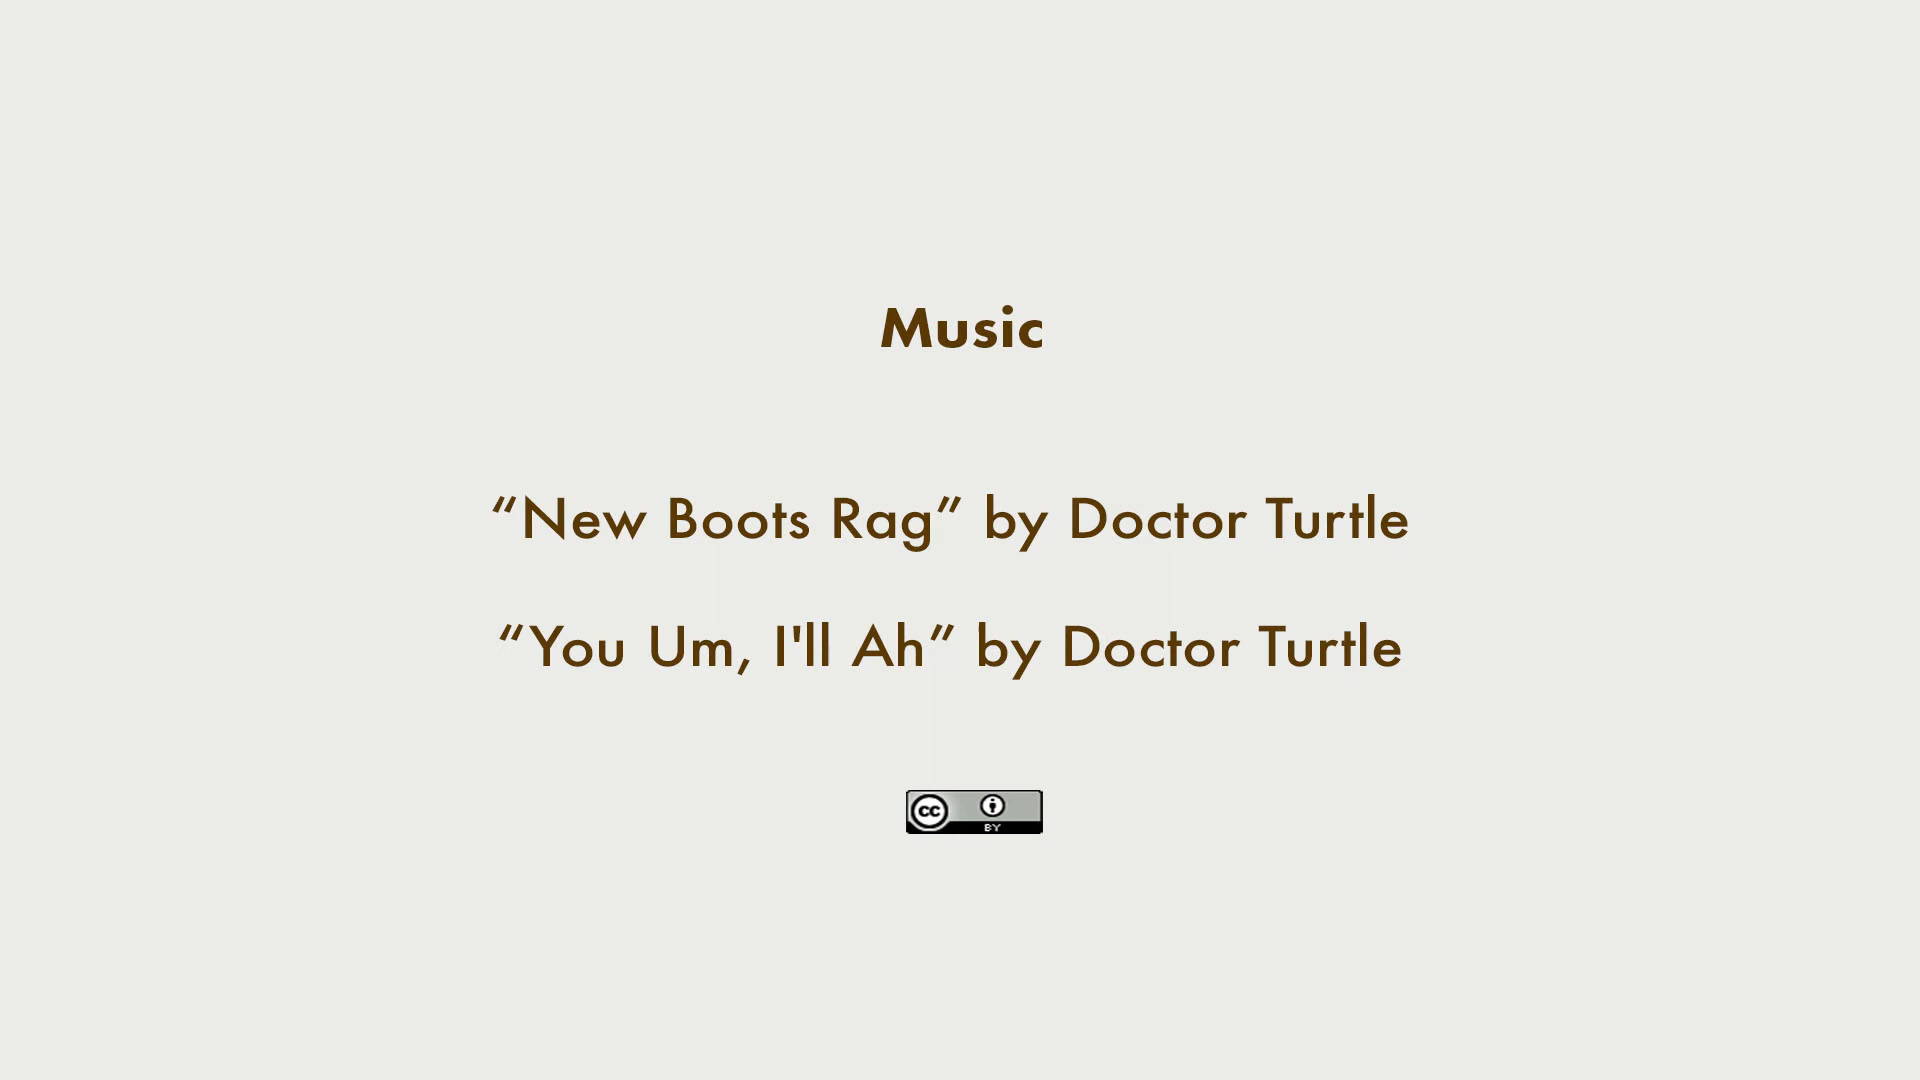 Music
“New Boots Rag” by Doctor Turtle
“You Um, I'll Ah” by Doctor Turtle
cc
BY